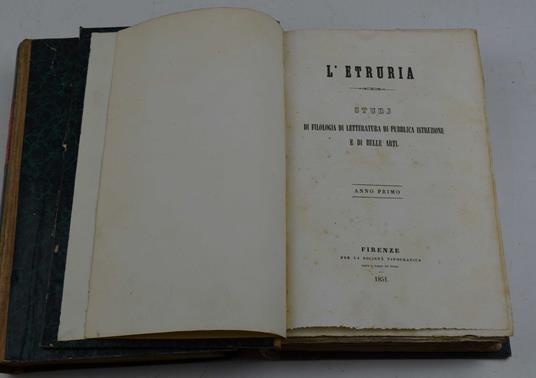 L' ETRURIA
STUDJ
DI FILOLOGIA DI LETTERATURA DI PUBBLICA ISTRUZIONE
E DI BELLE ARTI.
ANNO PRIMO
FIRENZE
PER LA SOCIETÀ TIPOGRAFICA
1851.